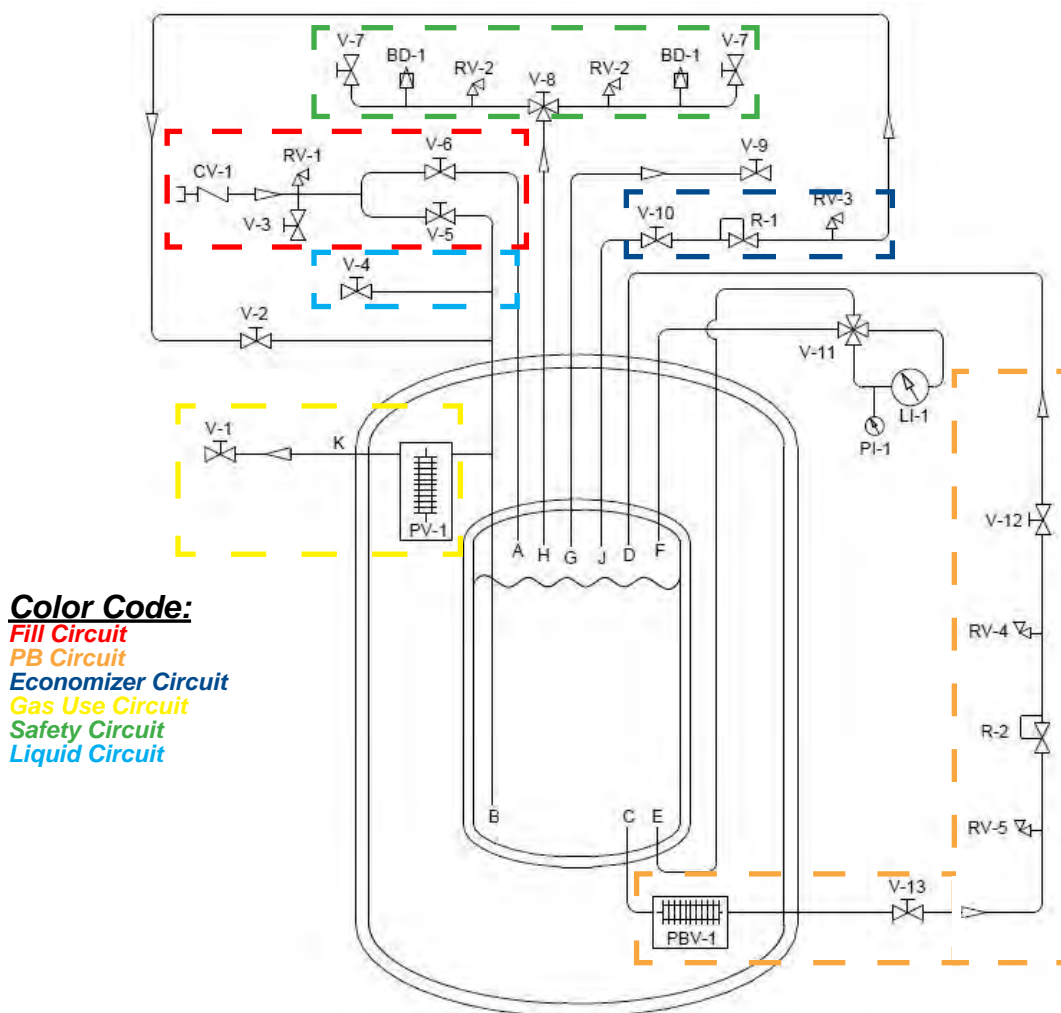 V-7
BD-1
RV-2
V-8
RV-2
BD-1
V-7
CV-1
RV-1
V-6
V-9
V-3
V-5
V-10
R-1
RV-3
V-4
V-2
V-11
LI-1
PI-1
V-1
K
PV-1
A
H
G
J
D
F
V-12
Color Code:
Fill Circuit
PB Circuit
Economizer Circuit
Gas Use Circuit
Safety Circuit
Liquid Circuit
RV-4
R-2
B
C
E
RV-5
V-13
PBV-1